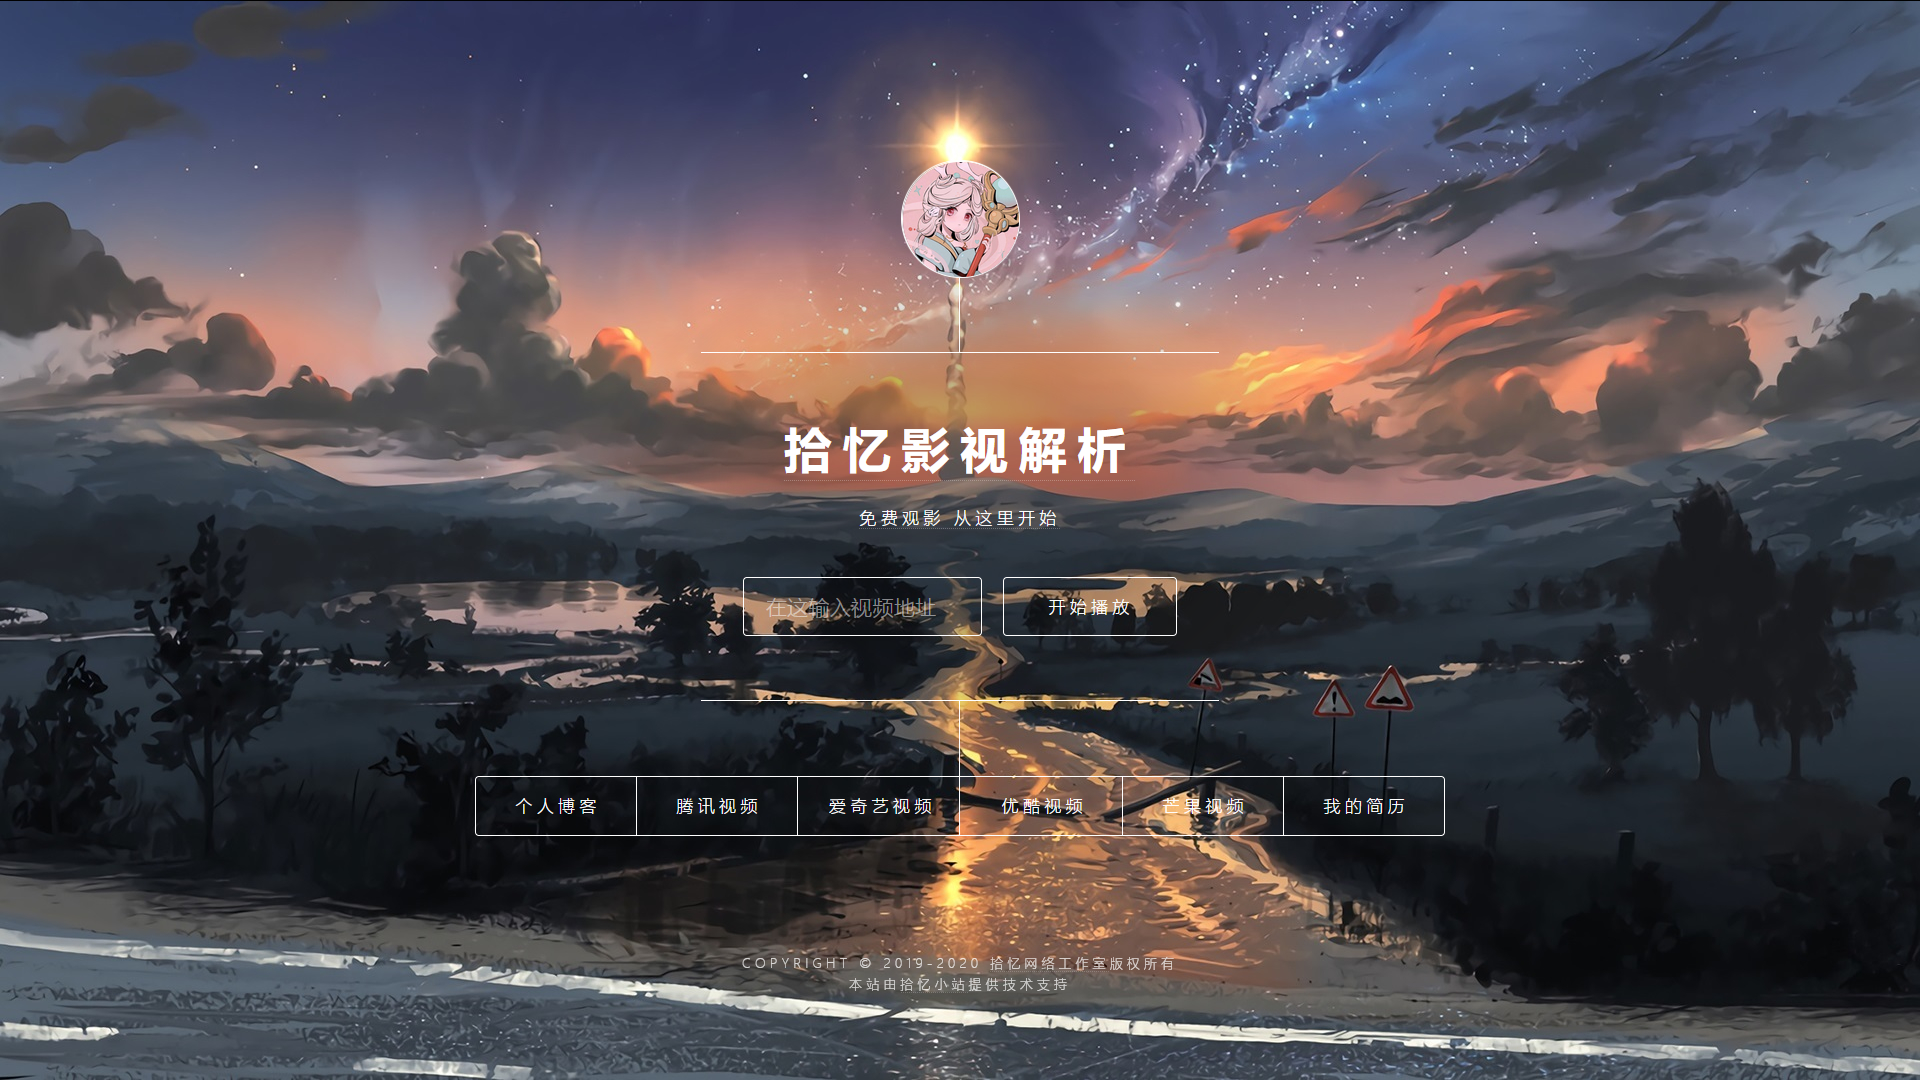 拾忆影视解析
免费观影 从这里开始
在这输入视频地址
开始播放
个人博客
腾讯视频
爱奇艺视频
优酷视频
芒果视频
我的简历
COPYRIGHT © 2019-2020 拾忆网络工作室版权所有
本站由拾忆小站提供技术支持